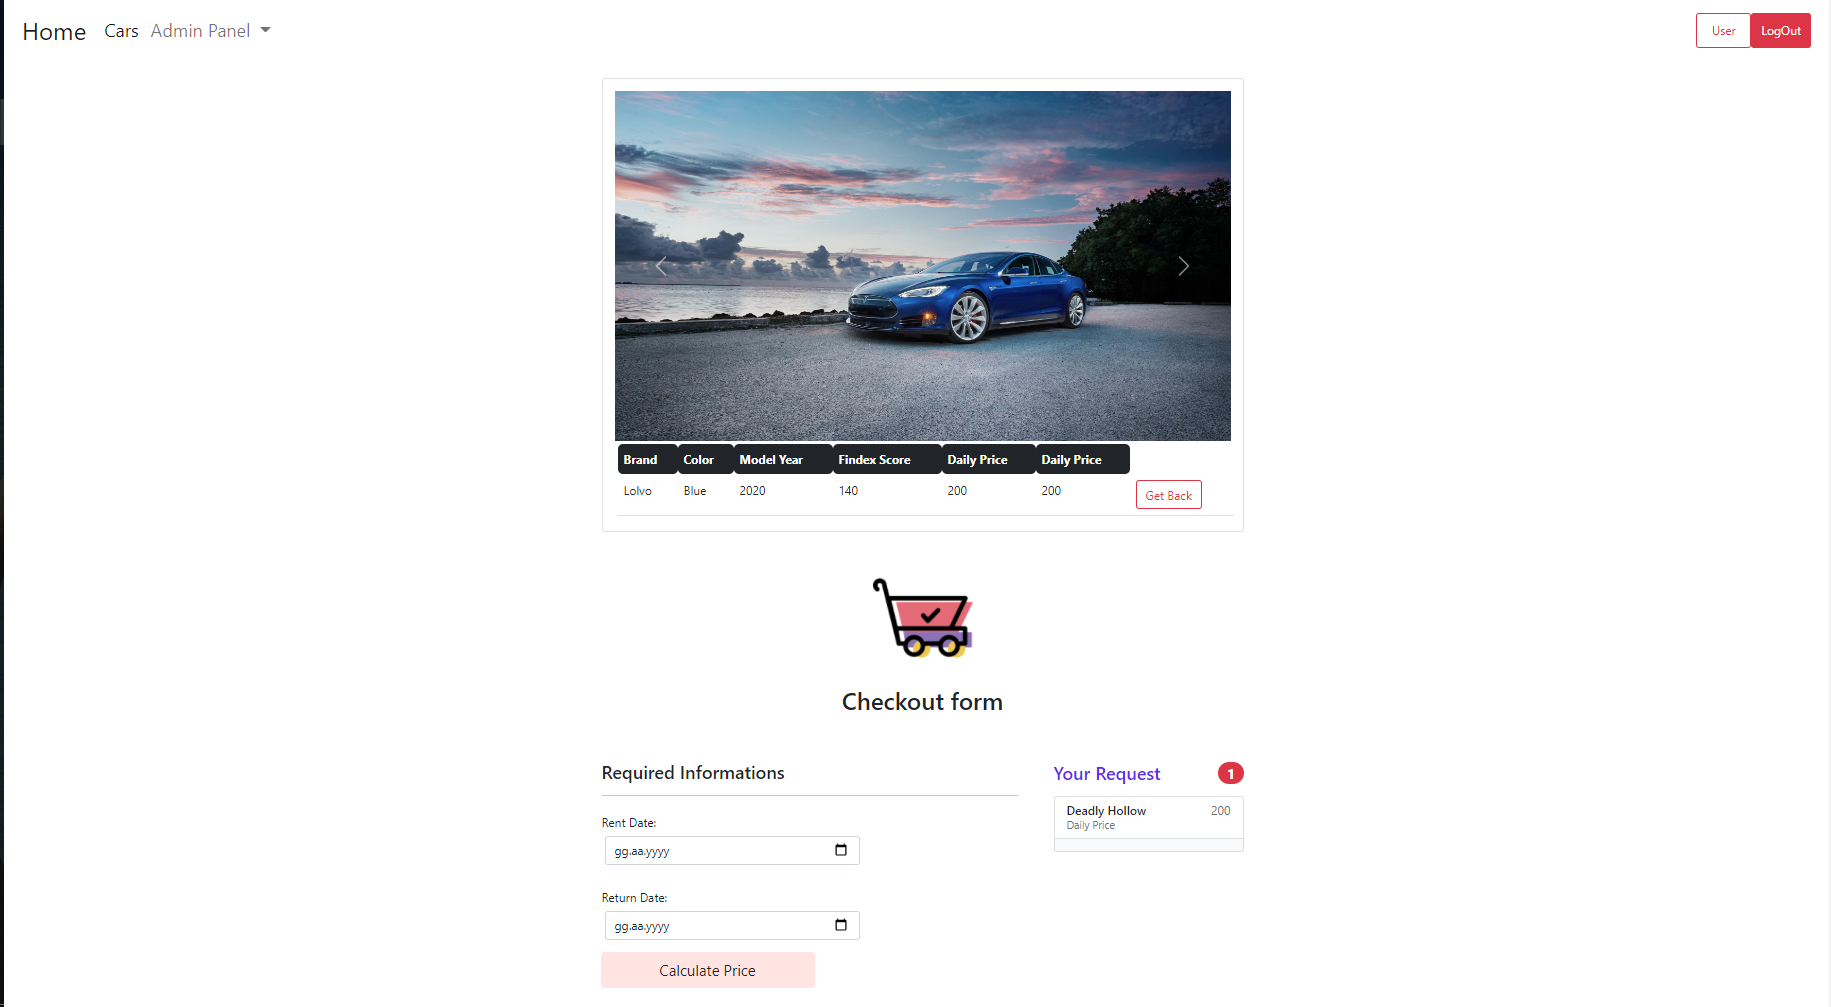 Home Cars Admin Panel User LogOut
Brand Color Model Year Findex Score Daily Price Daily Price
Lolvo Blue 2020 140 200 200 Get Back
Checkout form
Required Informations
Rent Date:
gg.aa.yyyy
Return Date:
gg.aa.yyyy
Calculate Price
Your Request 1
Deadly Hollow 200
Daily Price